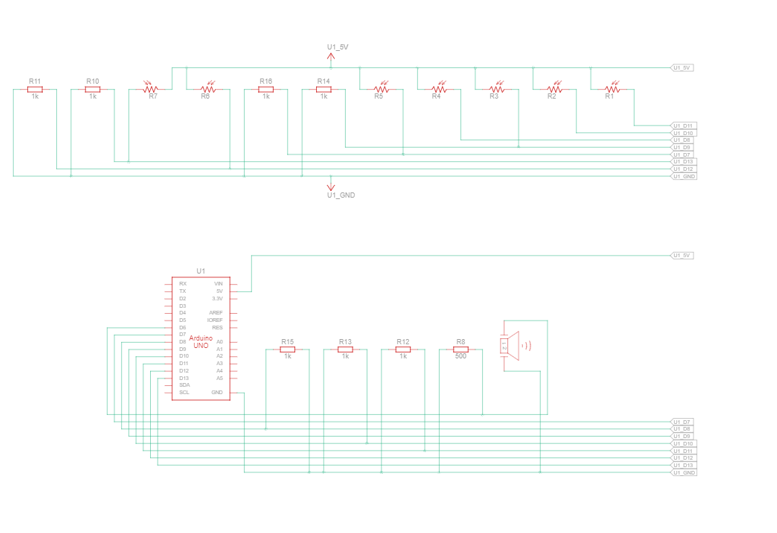 U1_5V
U1_5V
R11
R10
R16
R14
1k
1k
R7
R6
1k
1k
R5
R4
R3
R2
R1
U1_D11
U1_D10
U1_D8
U1_D9
U1_D7
U1_D13
U1_D12
U1_GND
U1_GND
U1_5V
U1
RX
VIN
TX
5V
D2
3.3V
D3
D4
AREF
D5
IOREF
D6
RES
D7
D8
A0
D9
A1
D10
A2
D11
A3
D12
A4
D13
A5
SDA
SCL
GND
Arduino
UNO
R15
R13
R12
R8
1k
1k
1k
500
U1_D7
U1_D8
U1_D9
U1_D10
U1_D11
U1_D12
U1_D13
U1_GND